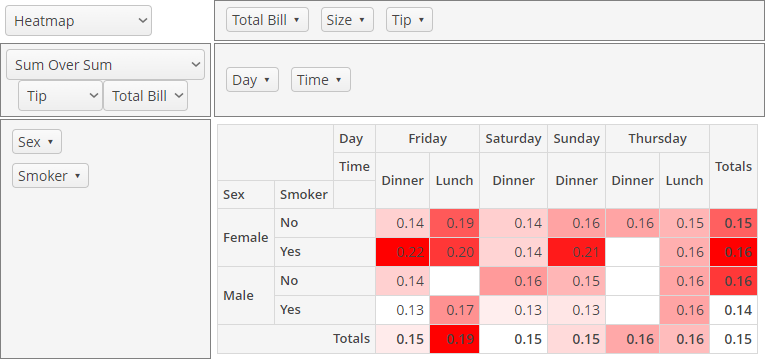 Heatmap
Total Bill ▾ Size ▾ Tip ▾
Sum Over Sum
Tip Total Bill
Day ▾ Time ▾
Sex ▾
Smoker ▾
Day Friday Saturday Sunday Thursday Totals
Time Dinner Lunch Dinner Dinner Dinner Lunch
Sex Smoker
Female No 0.14 0.19 0.14 0.16 0.16 0.15 0.15
Yes 0.22 0.20 0.14 0.21 0.16 0.16
Male No 0.14 0.16 0.15 0.16 0.16
Yes 0.13 0.17 0.13 0.13 0.16 0.14
Totals 0.15 0.19 0.15 0.15 0.16 0.16 0.15